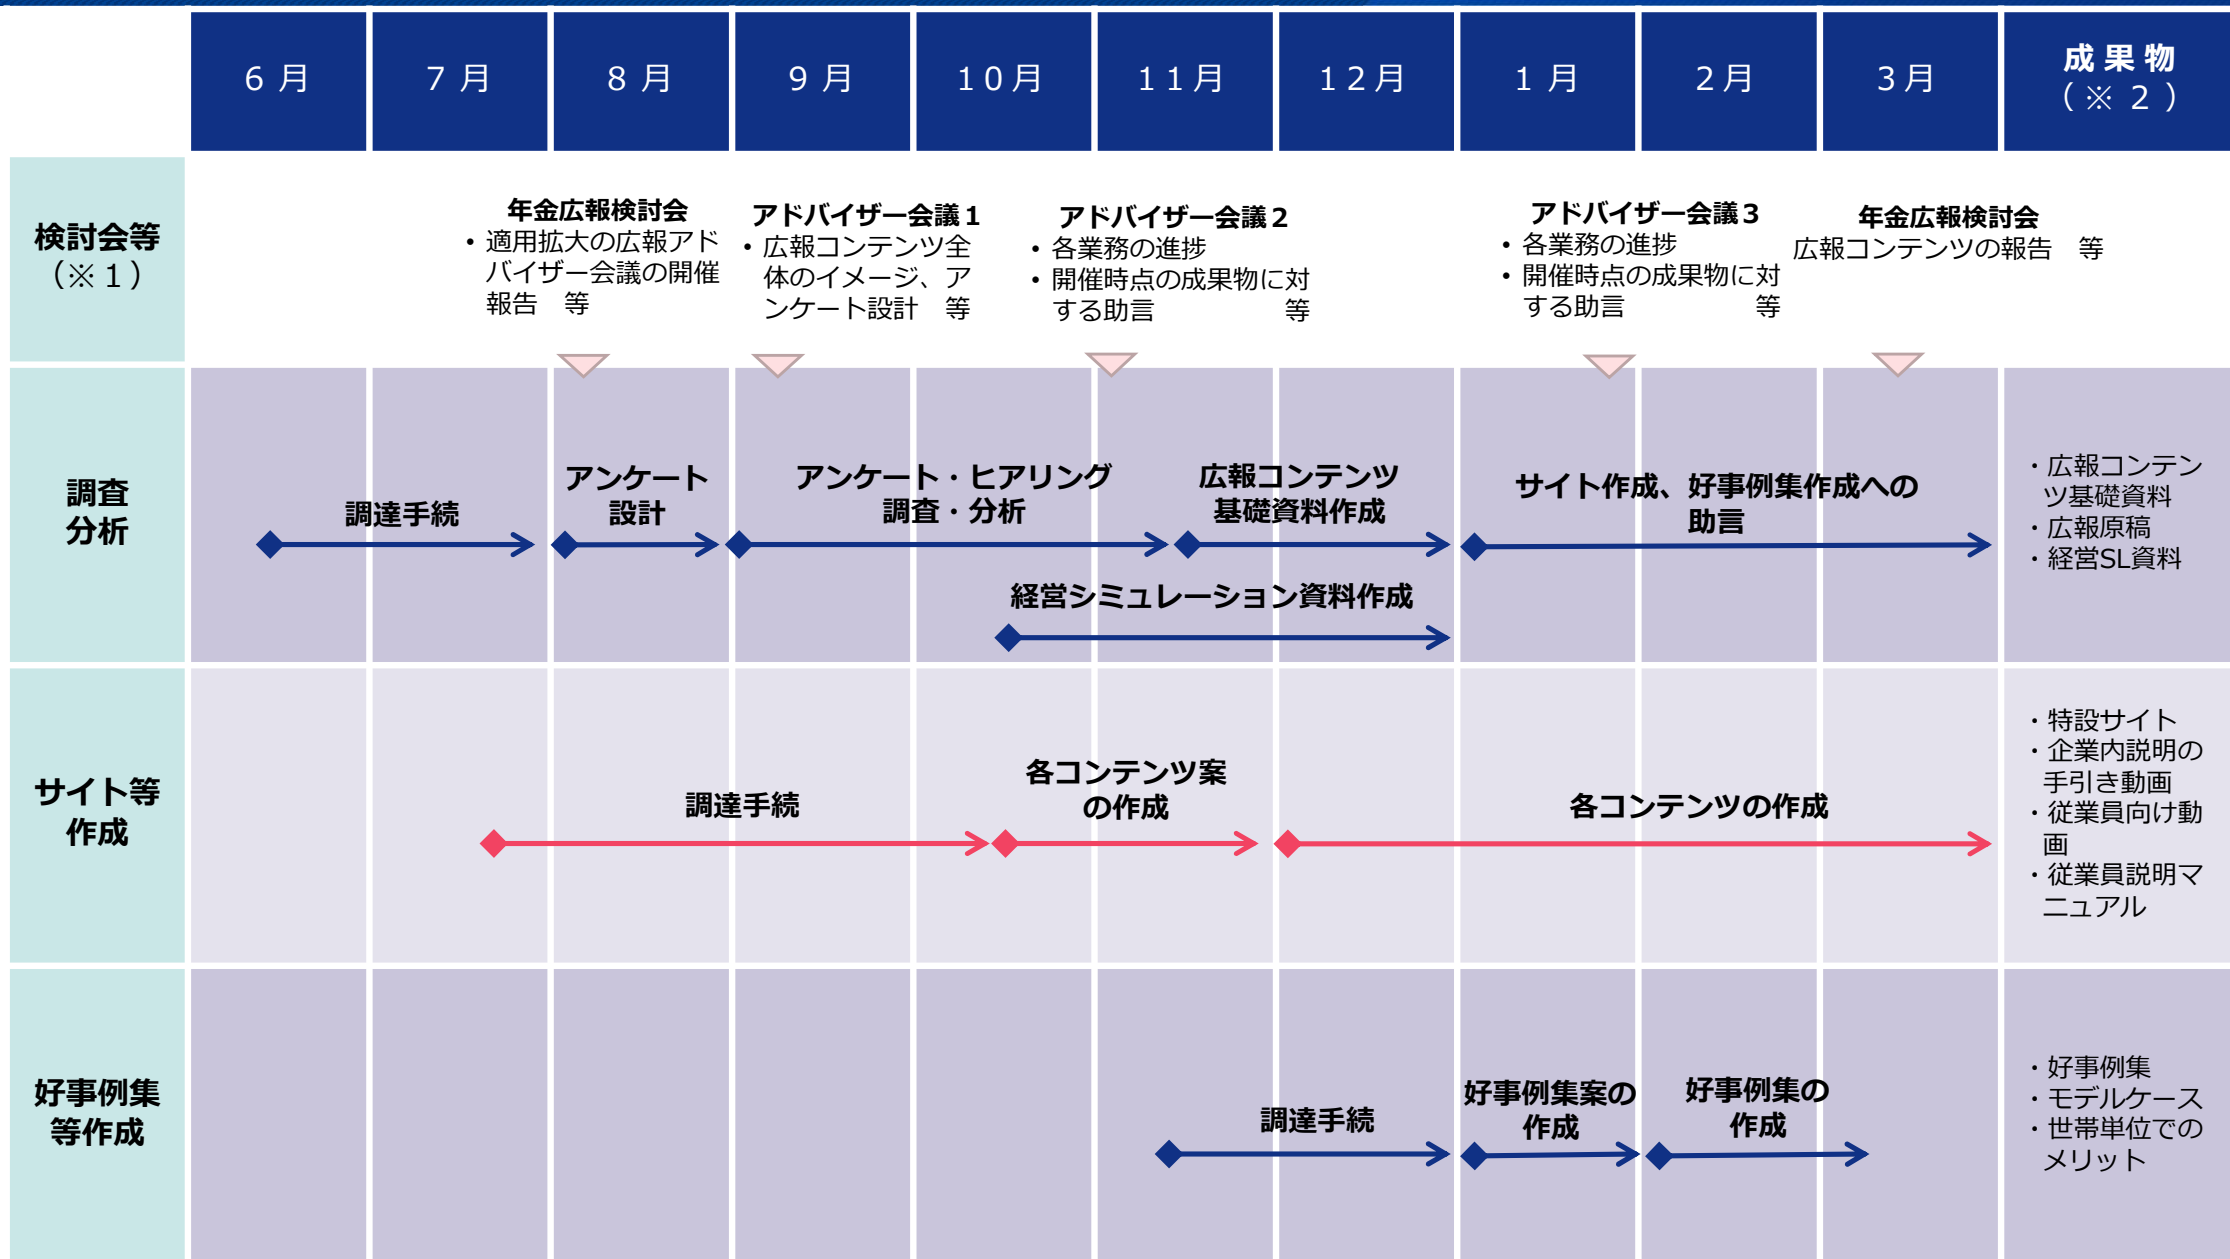 6月
7月
8月
9月
10月
11月
12月
1月
2月
3月
成果物
(※2)
検討会等
(※1)
年金広報検討会
• 適用拡大の広報アド
バイザー会議の開催
報告 等
アドバイザー会議1
• 広報コンテンツ全
体のイメージ、ア
ンケート設計 等
アドバイザー会議2
• 各業務の進捗
• 開催時点の成果物に対
する助言 等
アドバイザー会議3
• 各業務の進捗
• 開催時点の成果物に対
する助言 等
年金広報検討会
広報コンテンツの報告 等
調査
分析
調達手続
アンケート
設計
アンケート・ヒアリング
調査・分析
広報コンテンツ
基礎資料作成
サイト作成、好事例集作成への
助言
経営シミュレーション資料作成
・広報コンテン
ツ基礎資料
・広報原稿
・経営SL資料
サイト等
作成
調達手続
各コンテンツ案
の作成
各コンテンツの作成
・特設サイト
・企業内説明の
手引き動画
・従業員向け動
画
・従業員説明マ
ニュアル
好事例集
等作成
調達手続
好事例集案の
作成
好事例集の
作成
・好事例集
・モデルケース
・世帯単位での
メリット